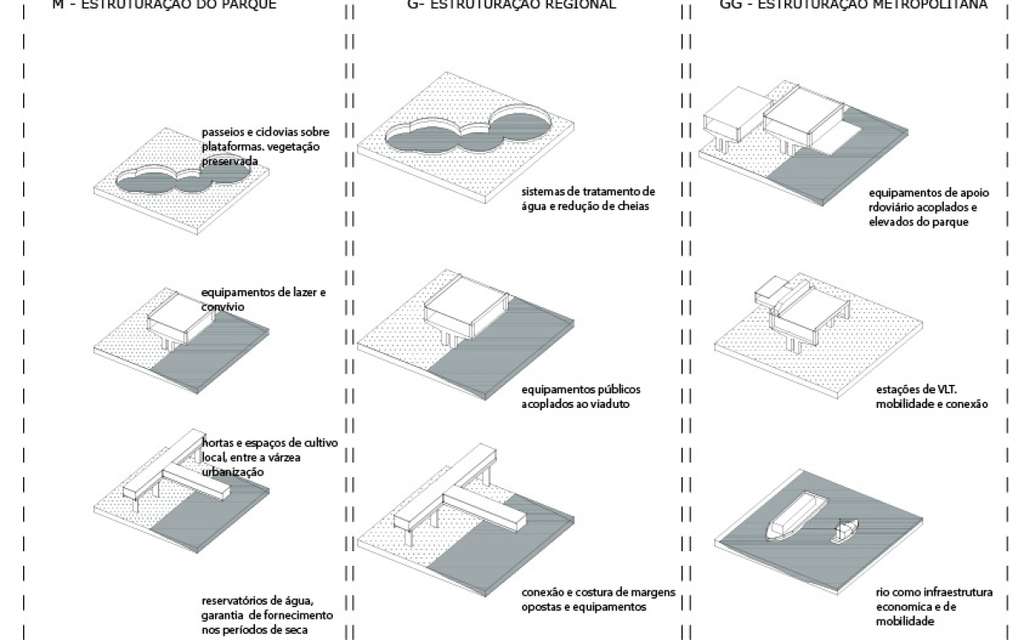 M - ESTRUTURAÇÃO DO PARQUE
passeios e ciclovias sobre
plataformas. vegetação
preservada
equipamentos de lazer e
convívio
hortas e espaços de cultivo
local, entre a várzea
urbanização
reservatórios de água,
garantia de fornecimento
nos períodos de seca
G- ESTRUTURAÇÃO REGIONAL
sistemas de tratamento de
água e redução de cheias
equipamentos públicos
acoplados ao viaduto
conexão e costura de margens
opostas e equipamentos
GG - ESTRUTURAÇÃO METROPOLITANA
equipamentos de apoio
rdoviário acoplados e
elevados do parque
estações de VLT.
mobilidade e conexão
rio como infraestrutura
economica e de
mobilidade